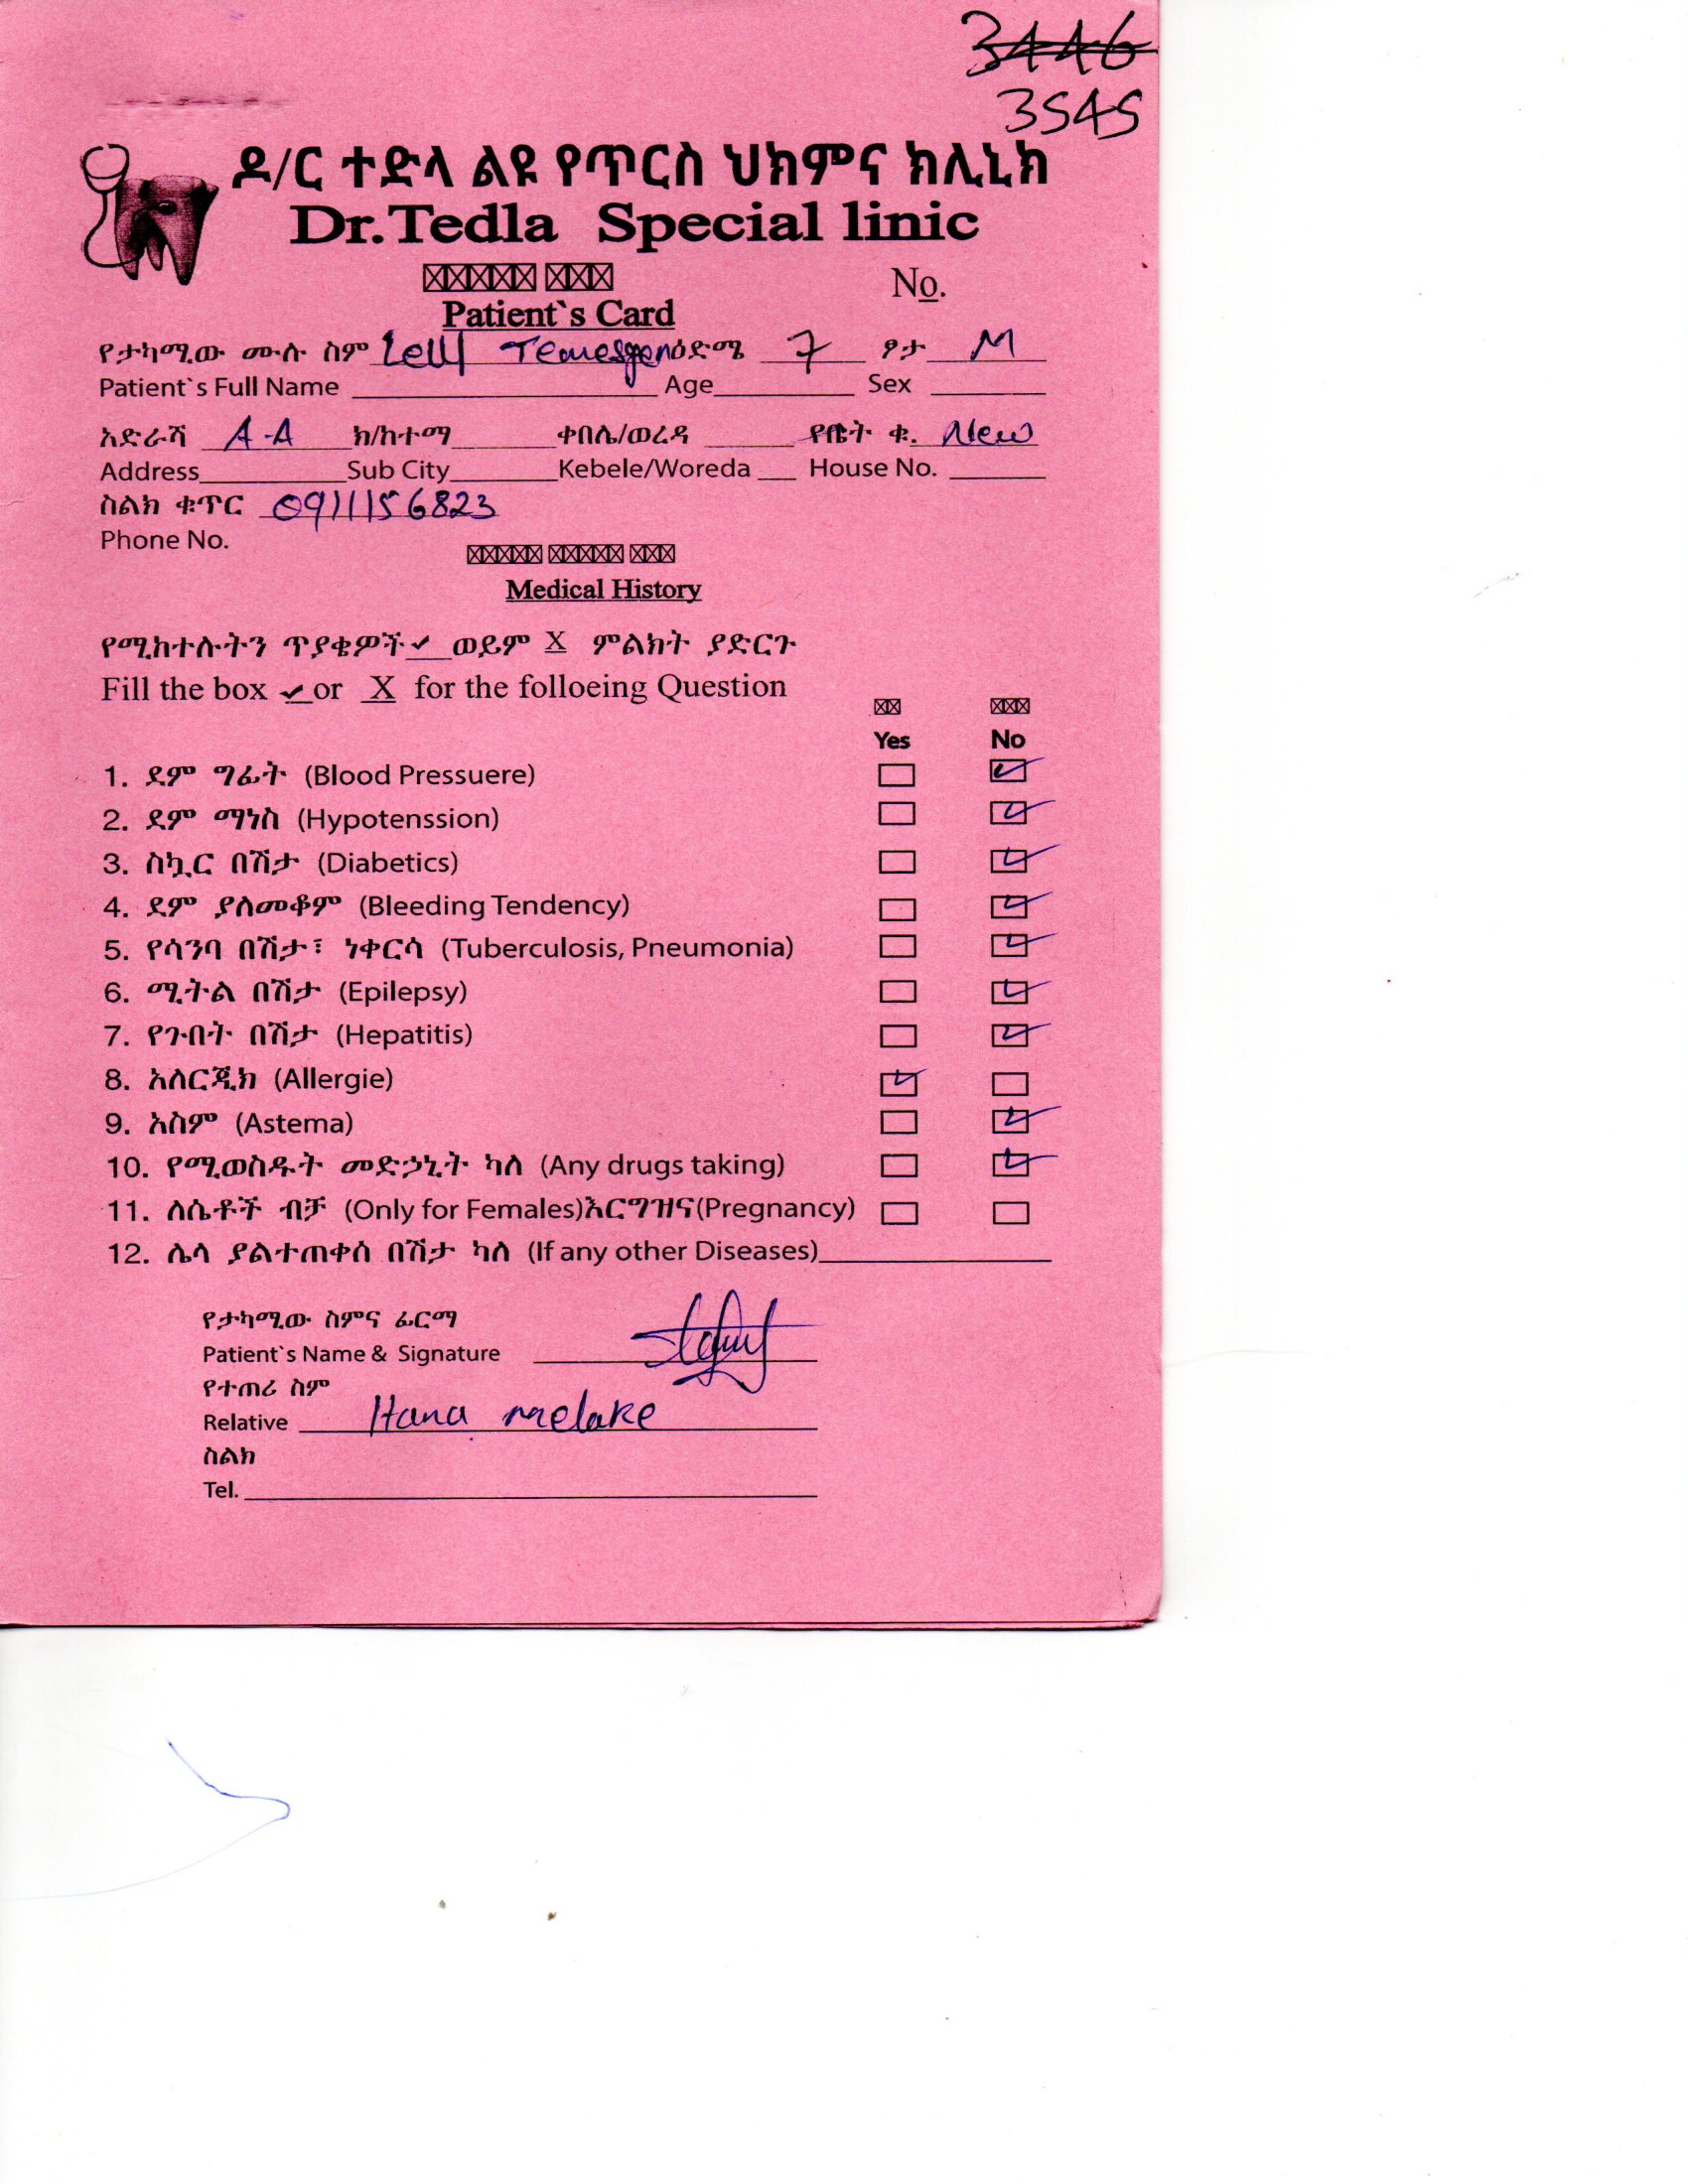 3446
3545
ዶ/ር ተድላ ልዩ የጥርስ ህክምና ክሊኒክ
Dr.Tedla Special linic
No.
Patient`s Card
የታካሚው ሙሉ ስም Temesgen ዕድሜ 7 ፆታ M
Patient`s Full Name Age Sex
አድራሻ A-A ክ/ከተማ ቀበሌ/ወረዳ የቤት ቁ. New
Address Sub City Kebele/Woreda House No.
ስልክ ቁጥር 0911156823
Phone No.
Medical History
የሚከተሉትን ጥያቄዎች ✓ ወይም X ምልክት ያድርጉ
Fill the box ✓ or X for the folloeing Question
Yes No
1. ደም ግፊት (Blood Pressuere)
2. ደም ማነስ (Hypotenssion)
3. ስኳር በሽታ (Diabetics)
4. ደም ያለመቆም (Bleeding Tendency)
5. የሳንባ በሽታ፣ ነቀርሳ (Tuberculosis, Pneumonia)
6. ሚትል በሽታ (Epilepsy)
7. የጉበት በሽታ (Hepatitis)
8. አለርጂክ (Allergie)
9. አስም (Astema)
10. የሚወስዱት መድኃኒት ካለ (Any drugs taking)
11. ለሴቶች ብቻ (Only for Females)እርግዝና(Pregnancy)
12. ሌላ ያልተጠቀሰ በሽታ ካለ (If any other Diseases)
የታካሚው ስምና ፊርማ
Patient`s Name & Signature
የተጠሪ ስም
Relative Hana melake
ስልክ
Tel.